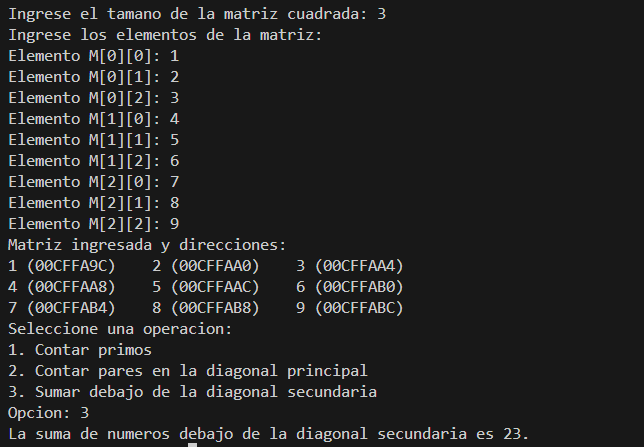 Ingrese el tamano de la matriz cuadrada: 3
Ingrese los elementos de la matriz:
Elemento M[0][0]: 1
Elemento M[0][1]: 2
Elemento M[0][2]: 3
Elemento M[1][0]: 4
Elemento M[1][1]: 5
Elemento M[1][2]: 6
Elemento M[2][0]: 7
Elemento M[2][1]: 8
Elemento M[2][2]: 9
Matriz ingresada y direcciones:
1 (00CFFA9C)    2 (00CFFAA0)    3 (00CFFAA4)
4 (00CFFAA8)    5 (00CFFAAC)    6 (00CFFAB0)
7 (00CFFAB4)    8 (00CFFAB8)    9 (00CFFABC)
Seleccione una operacion:
1. Contar primos
2. Contar pares en la diagonal principal
3. Sumar debajo de la diagonal secundaria
Opcion: 3
La suma de numeros debajo de la diagonal secundaria es 23.